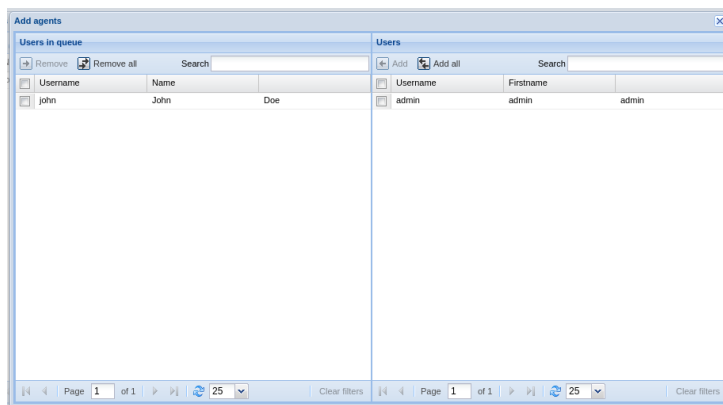 Add agents
Users in queue
Remove Remove all Search
Username Name
john John Doe
Page 1 of 1 25 Clear filters
Users
Add Add all Search
Username Firstname
admin admin admin
Page 1 of 1 25 Clear filters